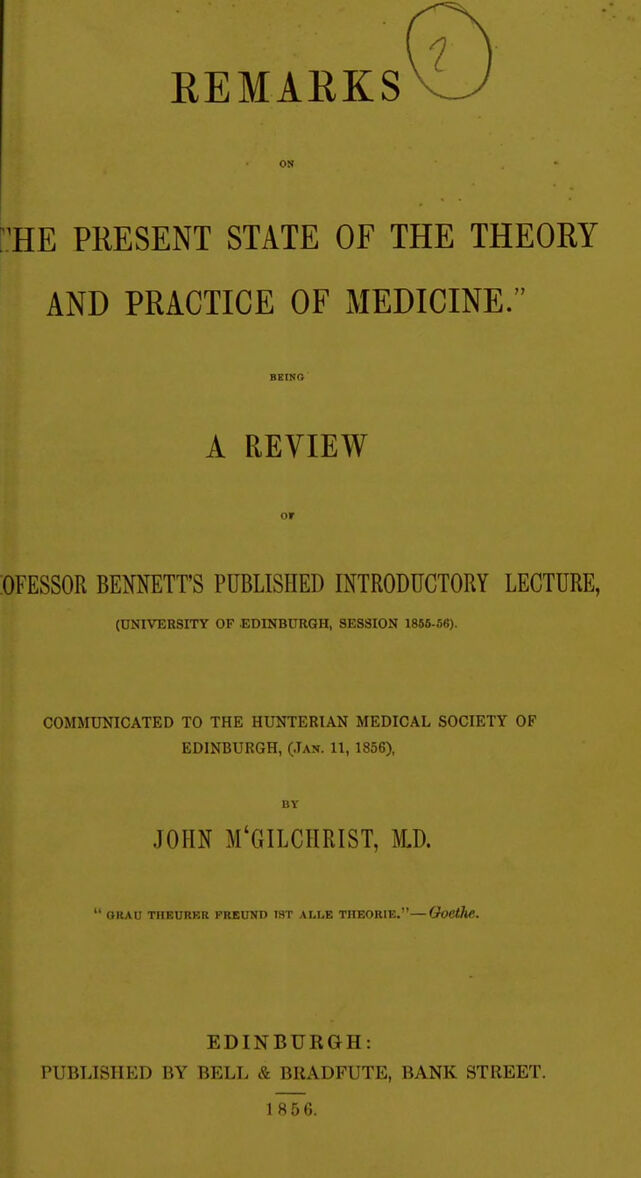 REMARKS
ON
THE PRESENT STATE OF THE THEORY
AND PRACTICE OF MEDICINE."
BEING
A REVIEW
OF
OFESSOR BENNETT'S PUBLISHED INTRODUCTORY LECTURE,
(UNIVERSITY OF EDINBURGH, SESSION 1855-56).
COMMUNICATED TO THE HUNTERIAN MEDICAL SOCIETY OF
EDINBURGH, (JAN. 11, 1856),
BY
JOHN M‘GILCHRIST, M.D.
"GRAU THEURER FREUND IST ALLE THEORIE."—Goethe.
EDINBURGH:
PUBLISHED BY BELL & BRADFUTE, BANK STREET.
1856.